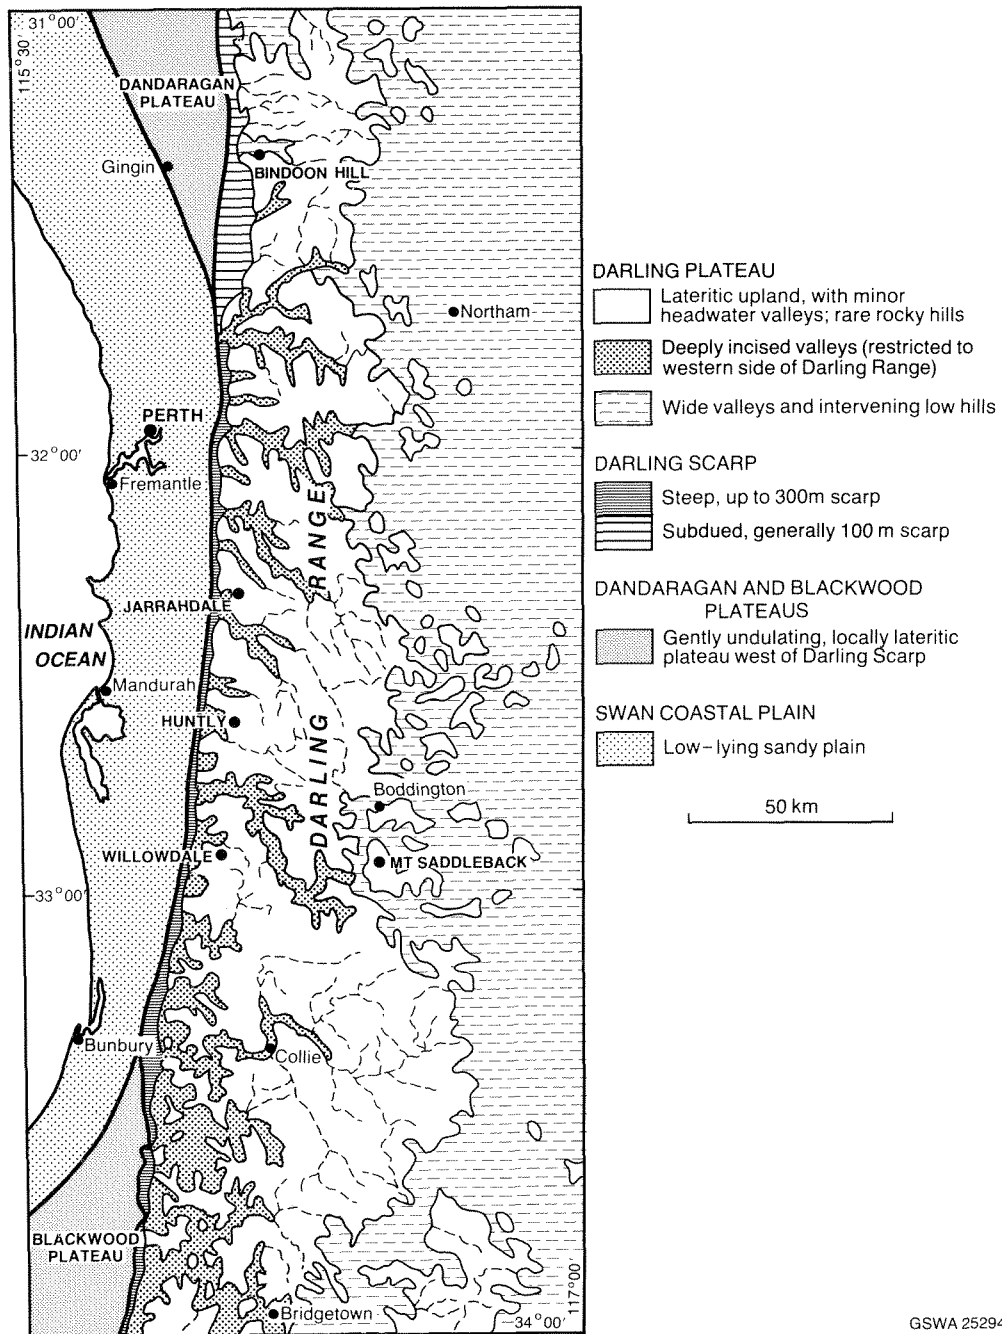 31°00'
115°30'
DANDARAGAN
PLATEAU
Gingin
BINDOON HILL
Northam
PERTH
32°00'
Fremantle
DARLING RANGE
JARRAHDALE
INDIAN
OCEAN
Mandurah
HUNTLY
Boddington
WILLOWDALE
MT SADDLEBACK
33°00'
Bunbury
Collie
BLACKWOOD
PLATEAU
Bridgetown
117°00'
34°00'
DARLING PLATEAU
Lateritic upland, with minor
headwater valleys; rare rocky hills
Deeply incised valleys (restricted to
western side of Darling Range)
Wide valleys and intervening low hills
DARLING SCARP
Steep, up to 300m scarp
Subdued, generally 100 m scarp
DANDARAGAN AND BLACKWOOD
PLATEAUS
Gently undulating, locally lateritic
plateau west of Darling Scarp
SWAN COASTAL PLAIN
Low-lying sandy plain
50 km
GSWA 25294